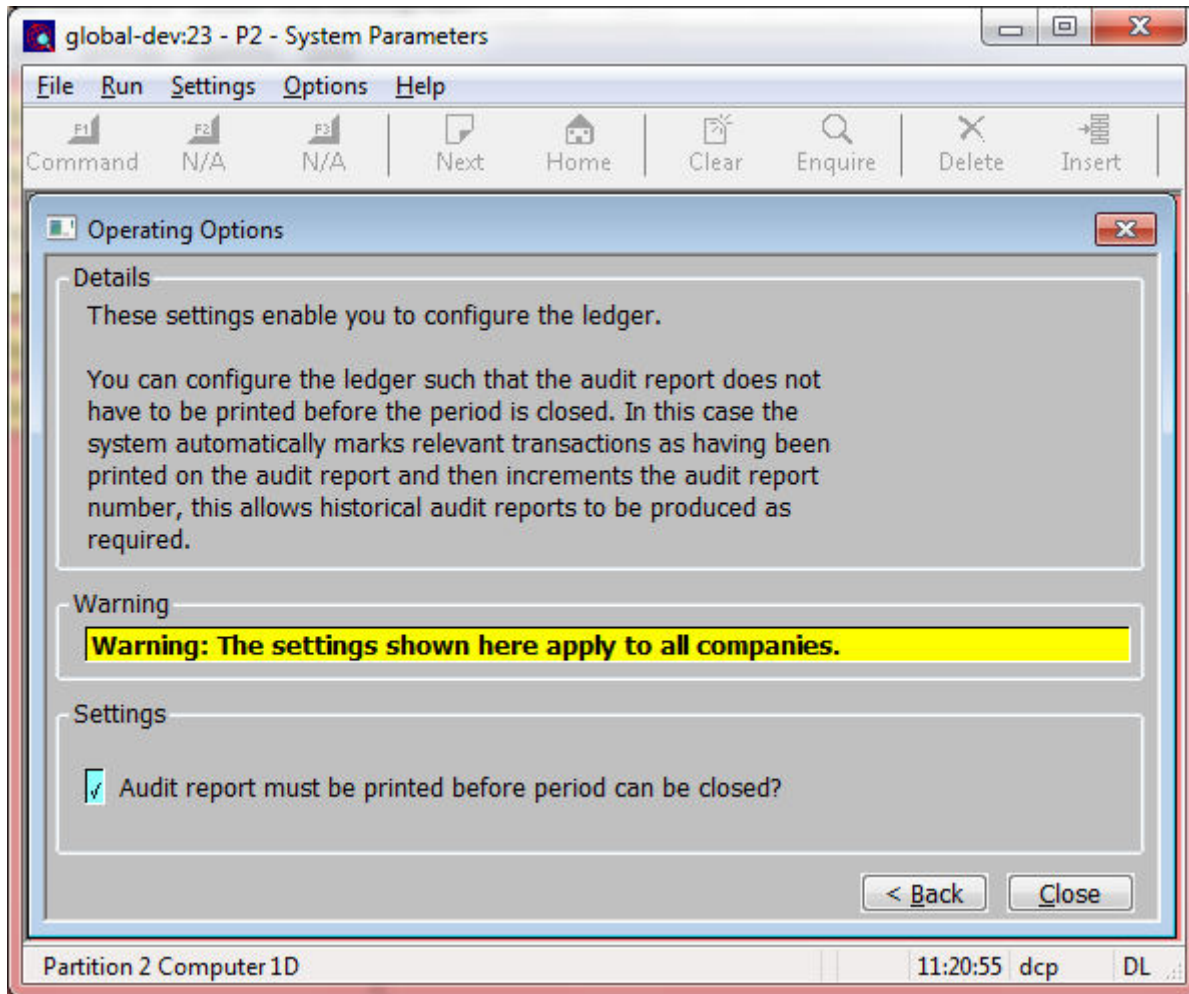 global-dev:23 - P2 - System Parameters
File Run Settings Options Help
F1 F2 F3
Command N/A N/A Next Home Clear Enquire Delete Insert
Operating Options
Details
These settings enable you to configure the ledger.
You can configure the ledger such that the audit report does not
have to be printed before the period is closed. In this case the
system automatically marks relevant transactions as having been
printed on the audit report and then increments the audit report
number, this allows historical audit reports to be produced as
required.
Warning
Warning: The settings shown here apply to all companies.
Settings
Audit report must be printed before period can be closed?
< Back Close
Partition 2 Computer 1D 11:20:55 dcp DL